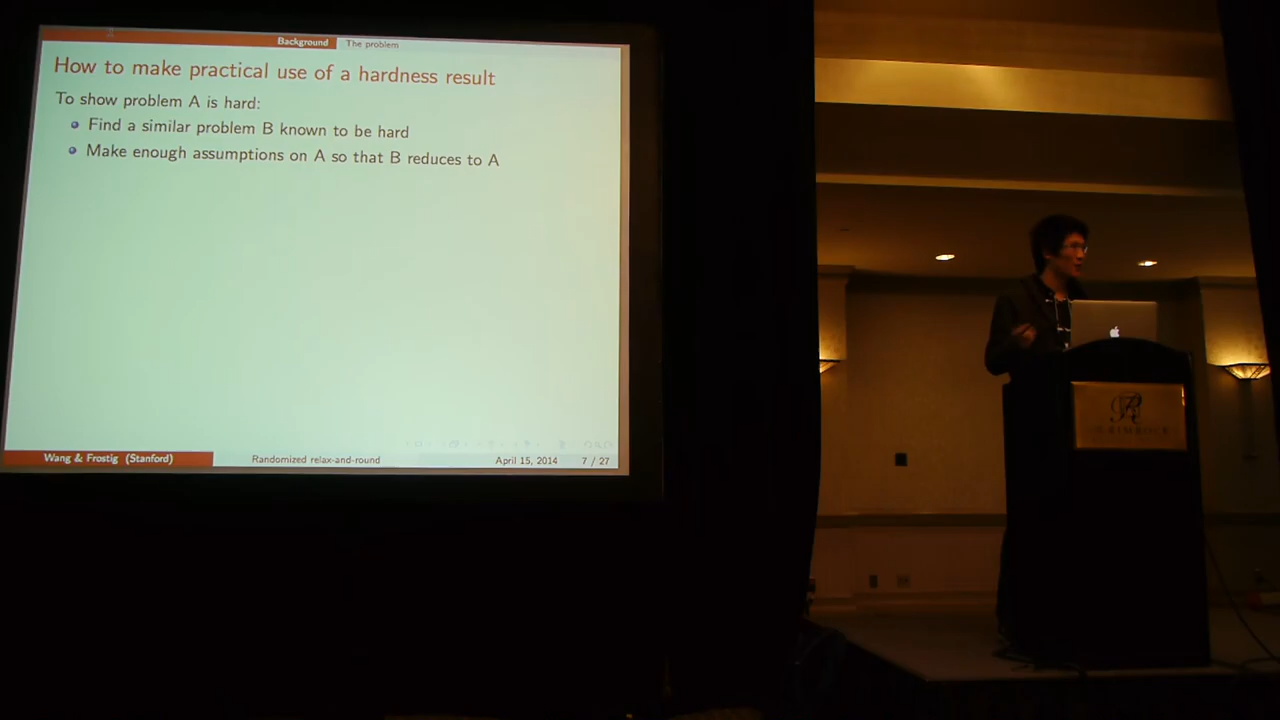 Background The problem
How to make practical use of a hardness result
To show problem A is hard:
Find a similar problem B known to be hard
Make enough assumptions on A so that B reduces to A
Wang & Frostig (Stanford) Randomized relax-and-round April 15, 2014 7 / 27